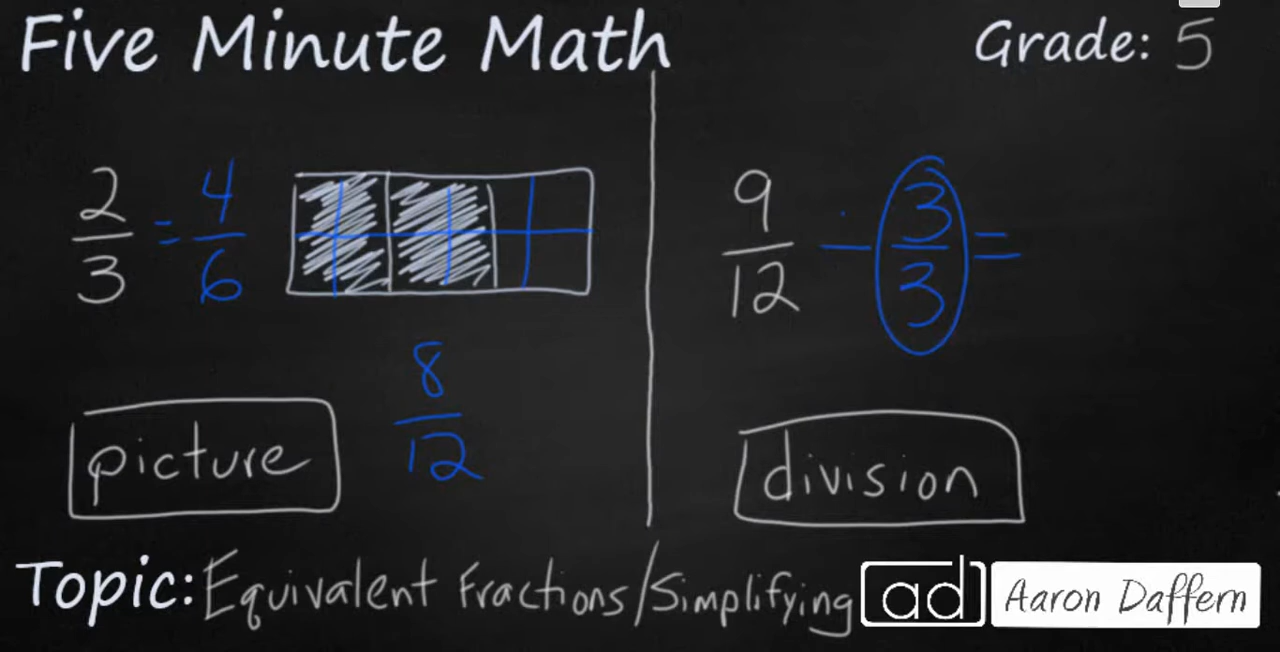 Five Minute Math
Grade: 5
2/3 = 4/6
8/12
picture
9/12 ÷ 3/3 =
division
Topic: Equivalent Fractions/Simplifying
ad Aaron Daffern